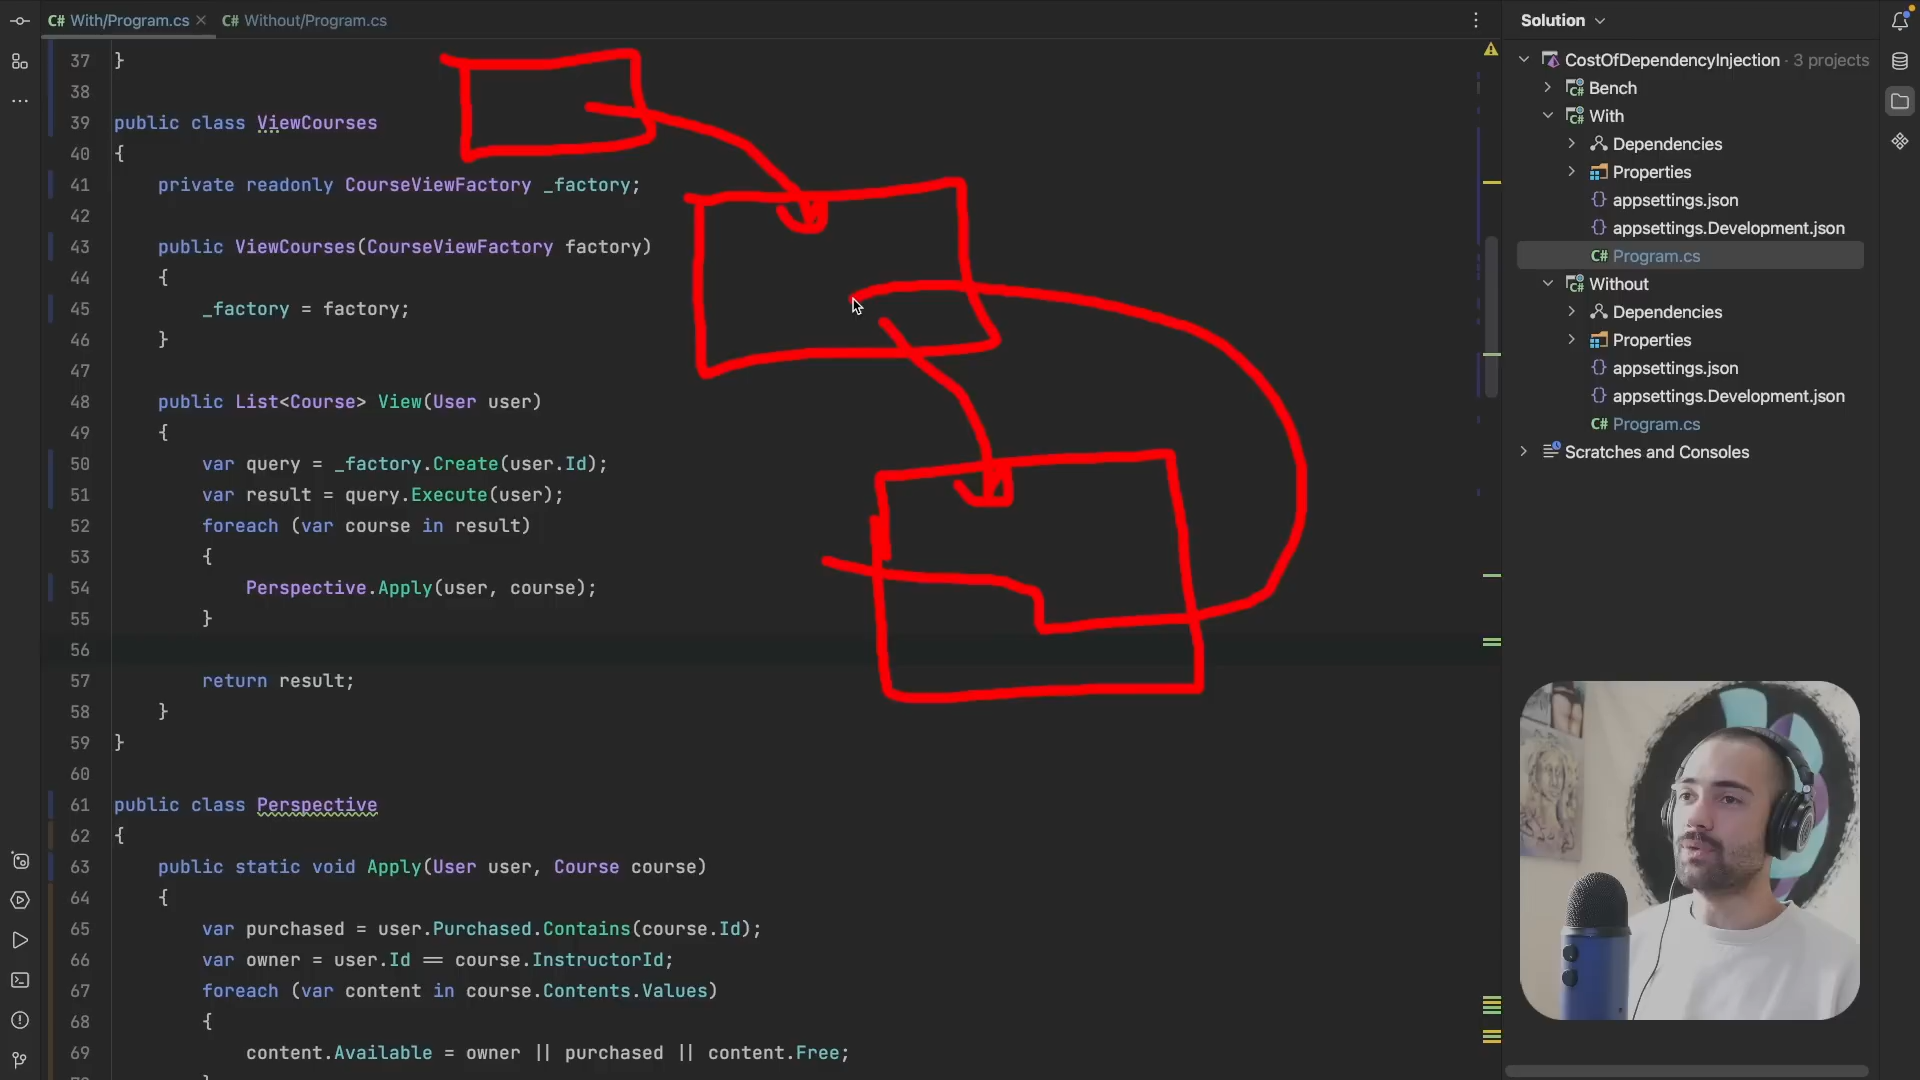 With/Program.cs
Without/Program.cs
37 }
38
39 public class ViewCourses
40 {
41 private readonly CourseViewFactory _factory;
42
43 public ViewCourses(CourseViewFactory factory)
44 {
45 _factory = factory;
46 }
47
48 public List<Course> View(User user)
49 {
50 var query = _factory.Create(user.Id);
51 var result = query.Execute(user);
52 foreach (var course in result)
53 {
54 Perspective.Apply(user, course);
55 }
56
57 return result;
58 }
59 }
60
61 public class Perspective
62 {
63 public static void Apply(User user, Course course)
64 {
65 var purchased = user.Purchased.Contains(course.Id);
66 var owner = user.Id == course.InstructorId;
67 foreach (var content in course.Contents.Values)
68 {
69 content.Available = owner || purchased || content.Free;
Solution
CostOfDependencyInjection · 3 projects
Bench
With
Dependencies
Properties
appsettings.json
appsettings.Development.json
C# Program.cs
Without
Dependencies
Properties
appsettings.json
appsettings.Development.json
C# Program.cs
Scratches and Consoles